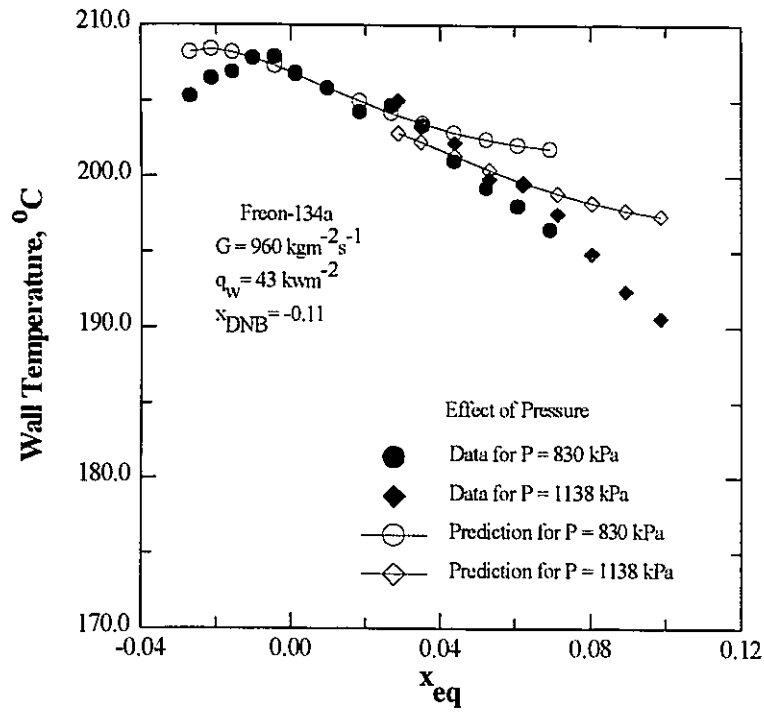 210.0
200.0
190.0
180.0
170.0
Wall Temperature, ⁰C
Freon-134a
G = 960 kgm⁻²s⁻¹
q_w = 43 kwm⁻²
x_DNB = -0.11
Effect of Pressure
Data for P = 830 kPa
Data for P = 1138 kPa
Prediction for P = 830 kPa
Prediction for P = 1138 kPa
-0.04 0.00 0.04 0.08 0.12
x_eq